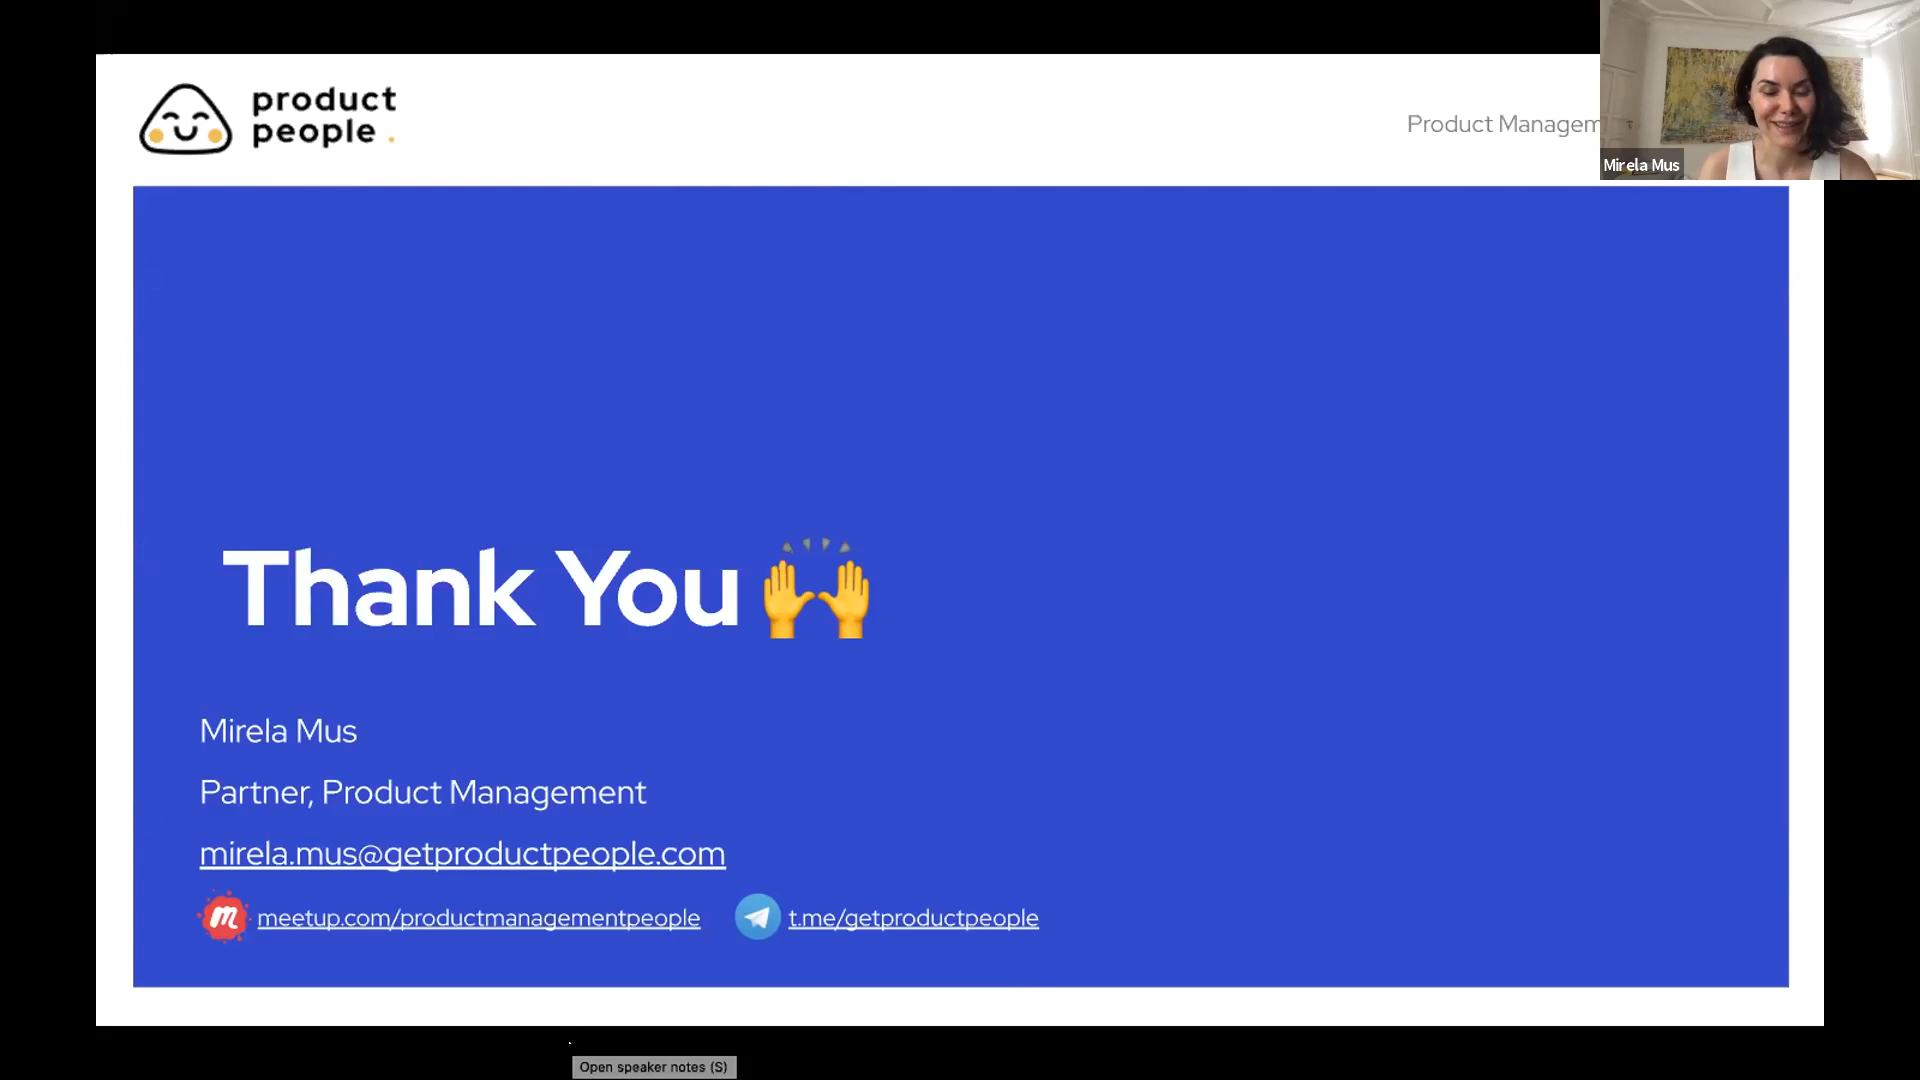 product
people .
Product Managem
Mirela Mus
Thank You 🙌
Mirela Mus
Partner, Product Management
mirela.mus@getproductpeople.com
meetup.com/productmanagementpeople
t.me/getproductpeople
Open speaker notes (S)